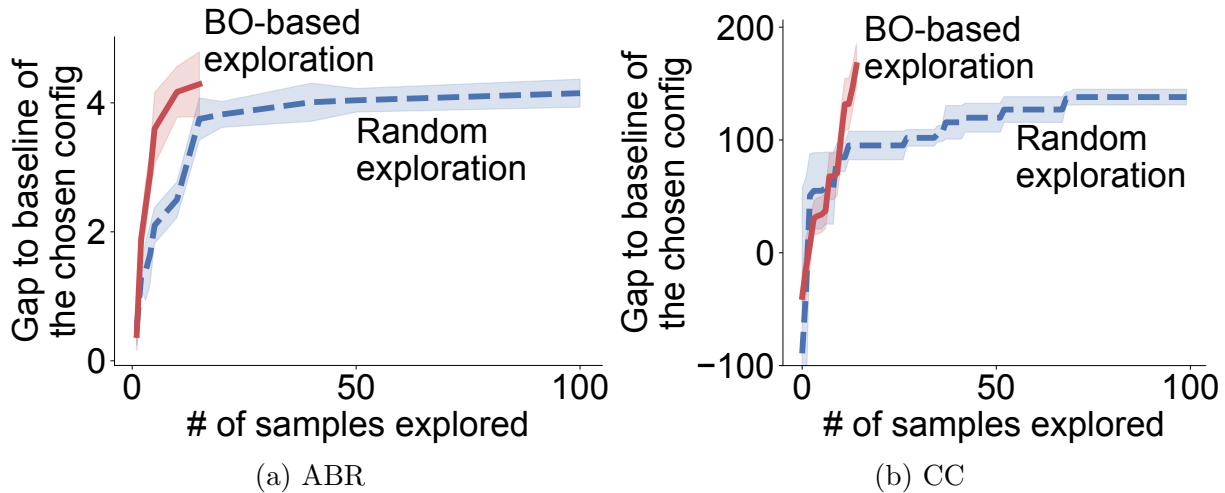 BO-based
exploration
Random
exploration
Gap to baseline of
the chosen config
4
2
0
0
50
100
# of samples explored
(a) ABR
BO-based
exploration
Random
exploration
Gap to baseline of
the chosen config
200
100
0
−100
0
50
100
# of samples explored
(b) CC